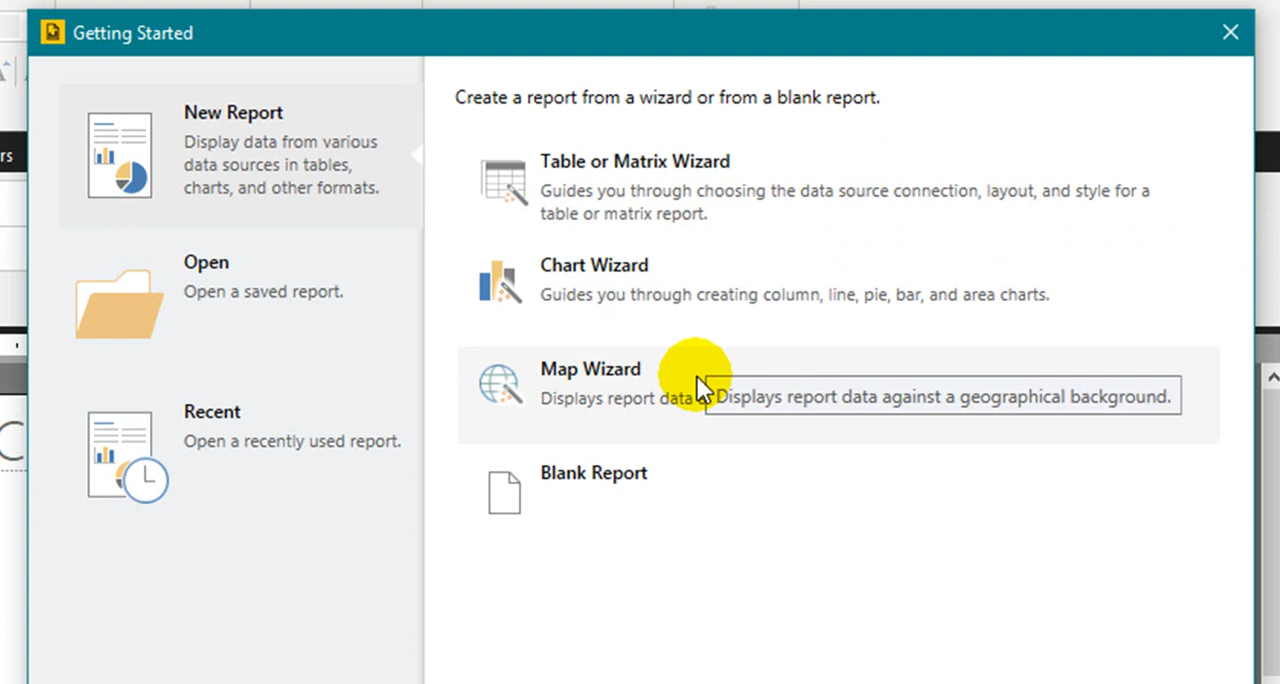 Getting Started
rs
New Report
Display data from various
data sources in tables,
charts, and other formats.
Open
Open a saved report.
Recent
Open a recently used report.
Create a report from a wizard or from a blank report.
Table or Matrix Wizard
Guides you through choosing the data source connection, layout, and style for a
table or matrix report.
Chart Wizard
Guides you through creating column, line, pie, bar, and area charts.
Map Wizard
Displays report data
Displays report data against a geographical background.
Blank Report